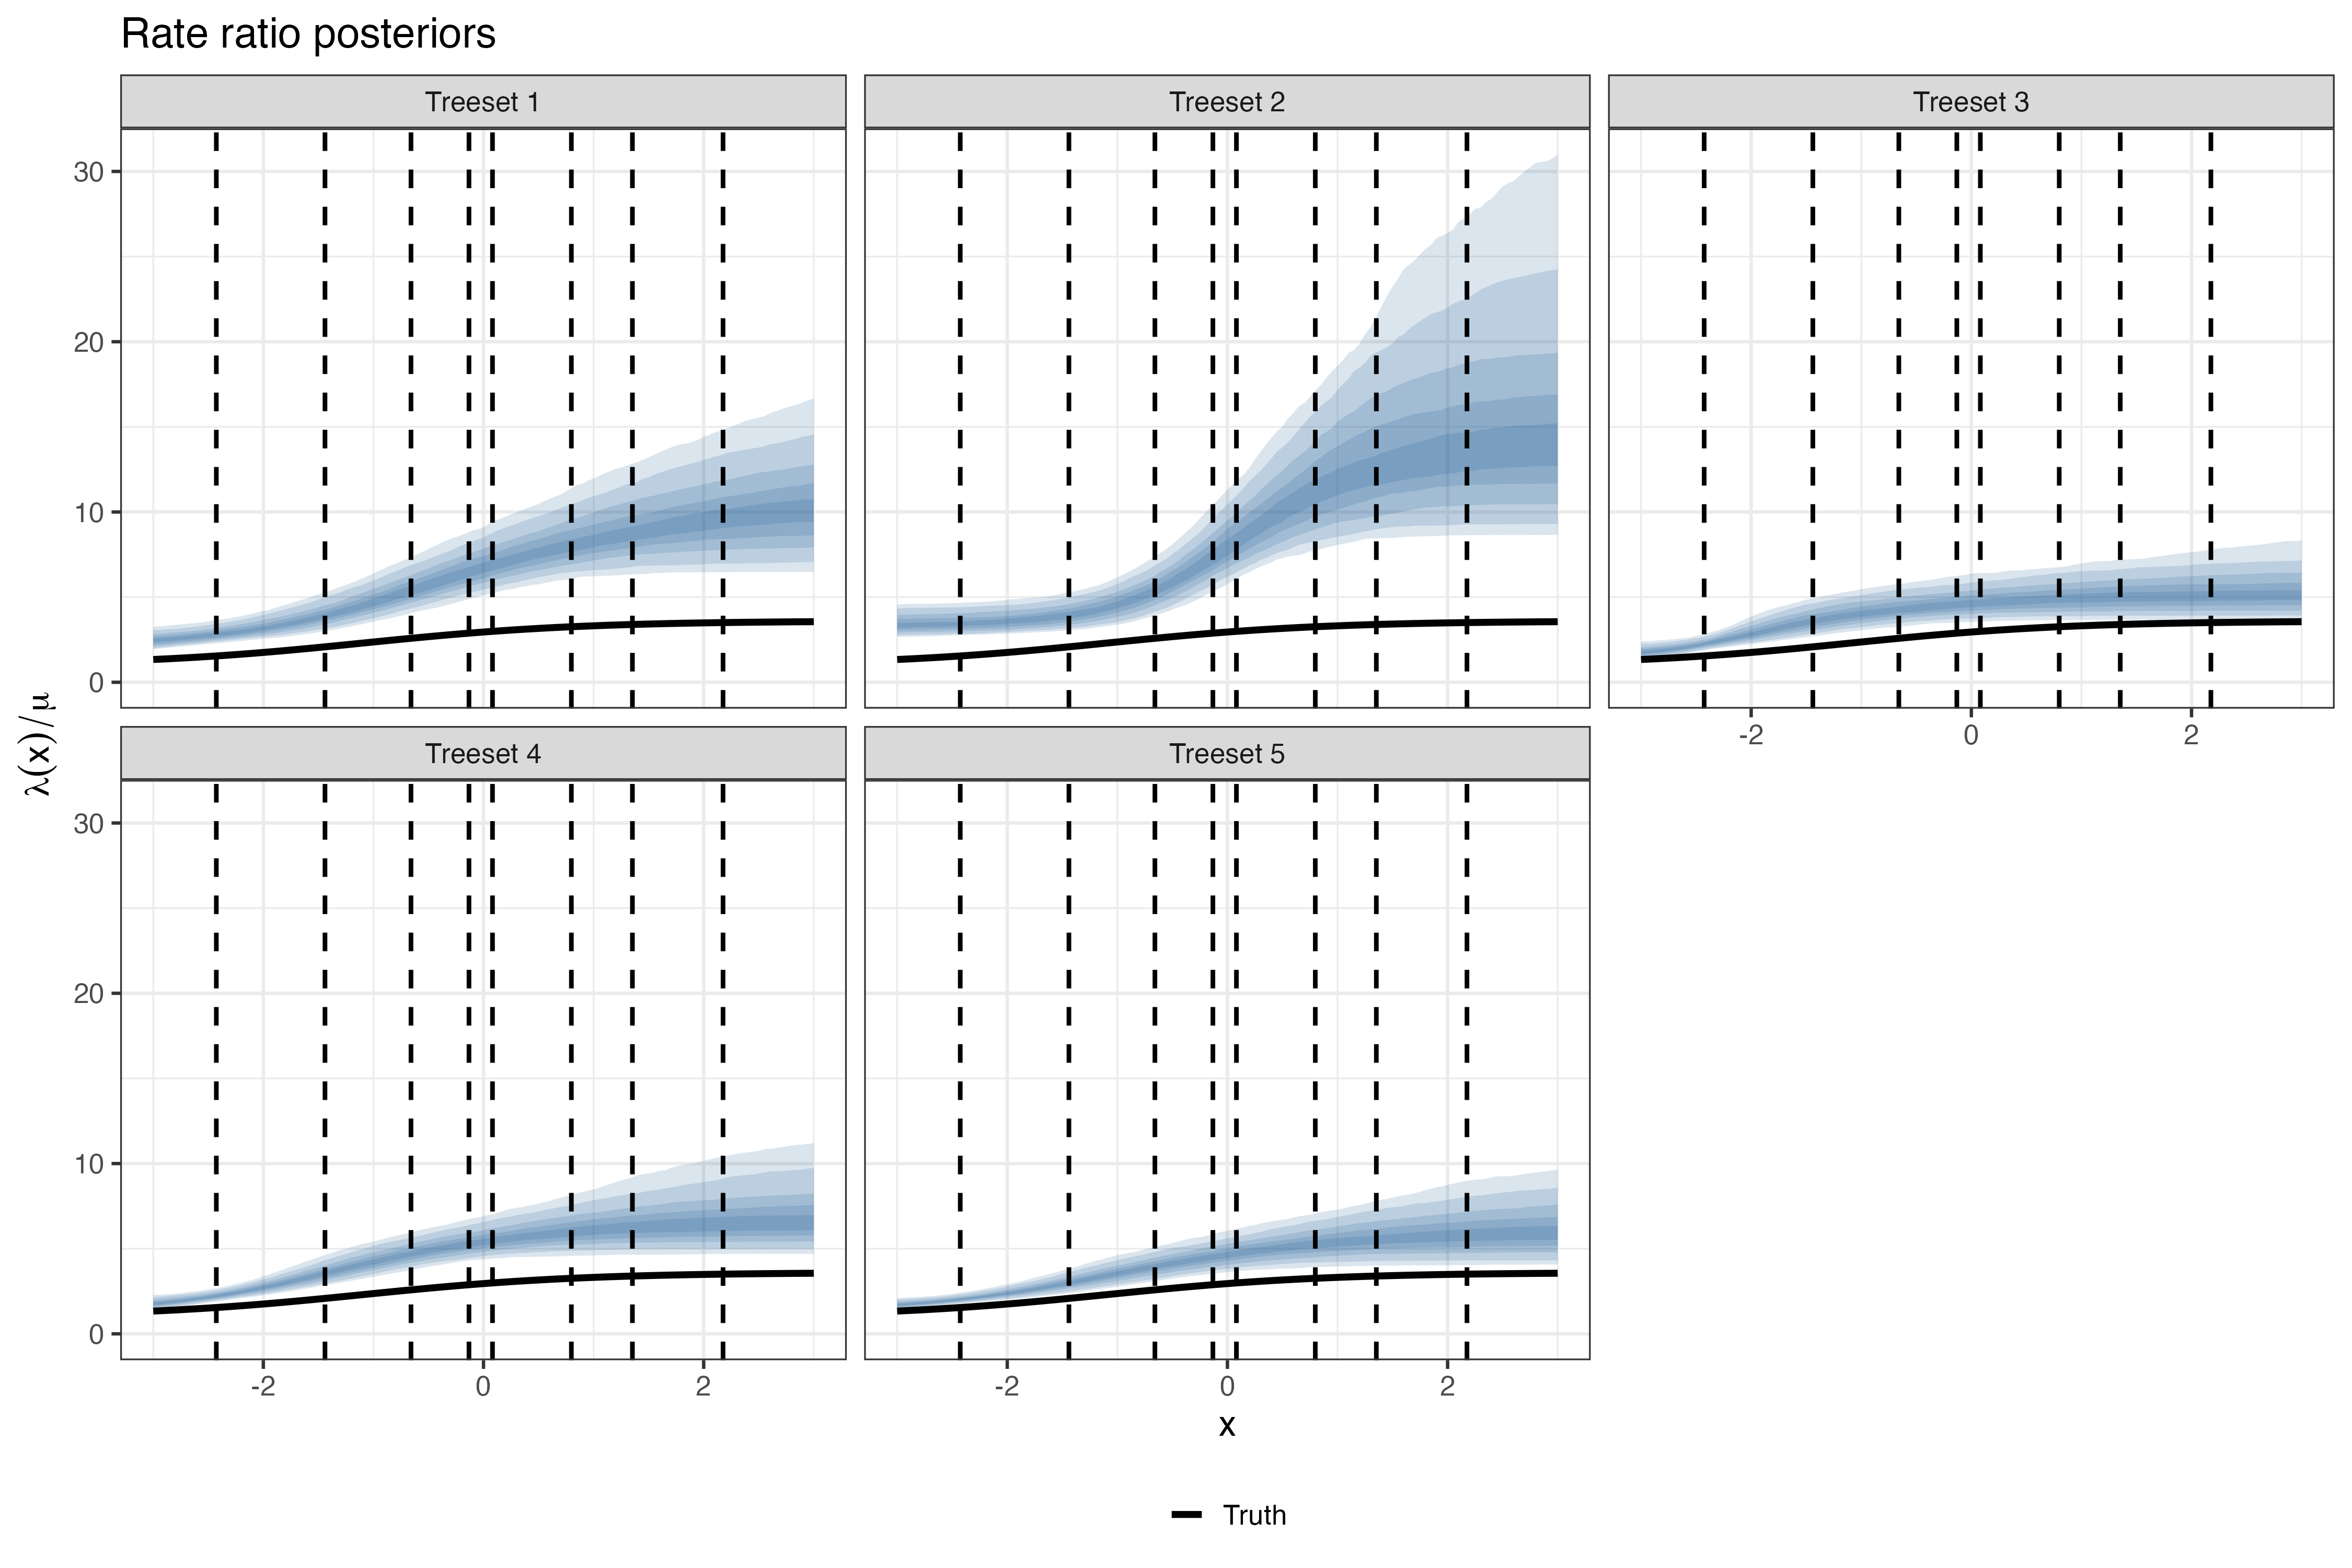 Rate ratio posteriors
Treeset 1
Treeset 2
Treeset 3
30
20
10
0
-2
0
2
λ(x)/μ
Treeset 4
Treeset 5
30
20
10
0
-2
0
2
-2
0
2
x
Truth